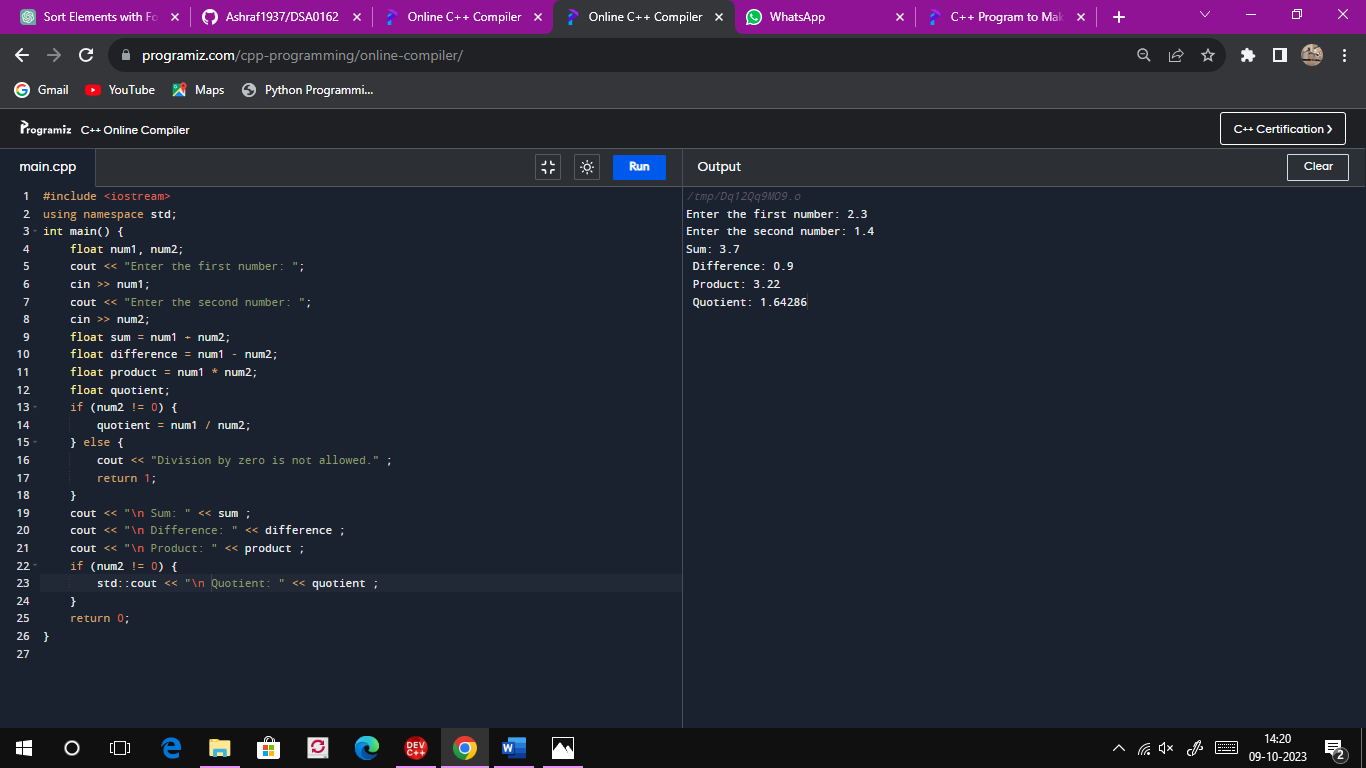 Sort Elements with Fo
Ashraf1937/DSA0162
Online C++ Compiler
Online C++ Compiler
WhatsApp
C++ Program to Mak
programiz.com/cpp-programming/online-compiler/
Gmail
YouTube
Maps
Python Programmi...
Programiz C++ Online Compiler
C++ Certification >
main.cpp
Run
Output
Clear
1 #include <iostream>
2 using namespace std;
3 int main() {
4 float num1, num2;
5 cout << "Enter the first number: ";
6 cin >> num1;
7 cout << "Enter the second number: ";
8 cin >> num2;
9 float sum = num1 + num2;
10 float difference = num1 - num2;
11 float product = num1 * num2;
12 float quotient;
13 if (num2 != 0) {
14 quotient = num1 / num2;
15 } else {
16 cout << "Division by zero is not allowed." ;
17 return 1;
18 }
19 cout << "\n Sum: " << sum ;
20 cout << "\n Difference: " << difference ;
21 cout << "\n Product: " << product ;
22 if (num2 != 0) {
23 std::cout << "\n Quotient: " << quotient ;
24 }
25 return 0;
26 }
27
/tmp/Dq12Qq9MO9.o
Enter the first number: 2.3
Enter the second number: 1.4
Sum: 3.7
Difference: 0.9
Product: 3.22
Quotient: 1.64286
DEV
C++
W
14:20
09-10-2023
2